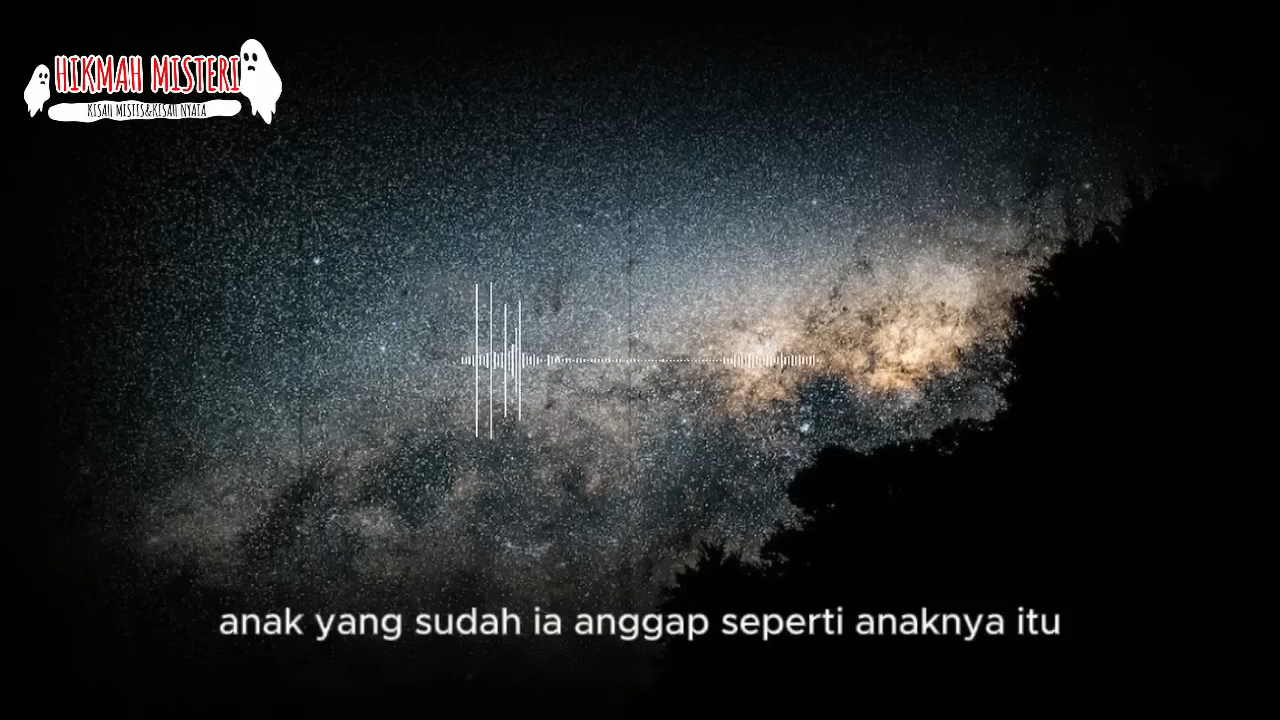 HIKMAH MISTERI
KISAH MISTIS&KISAH NYATA
anak yang sudah ia anggap seperti anaknya itu